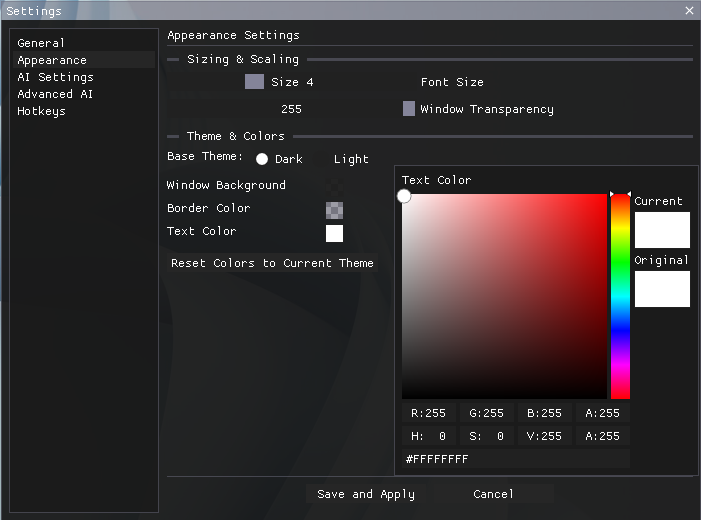 Settings
General
Appearance
AI Settings
Advanced AI
Hotkeys
Appearance Settings
Sizing & Scaling
Size 4 Font Size
255 Window Transparency
Theme & Colors
Base Theme: Dark Light
Window Background
Border Color
Text Color
Reset Colors to Current Theme
Text Color
Current
Original
R:255 G:255 B:255 A:255
H: 0 S: 0 V:255 A:255
#FFFFFFFF
Save and Apply Cancel